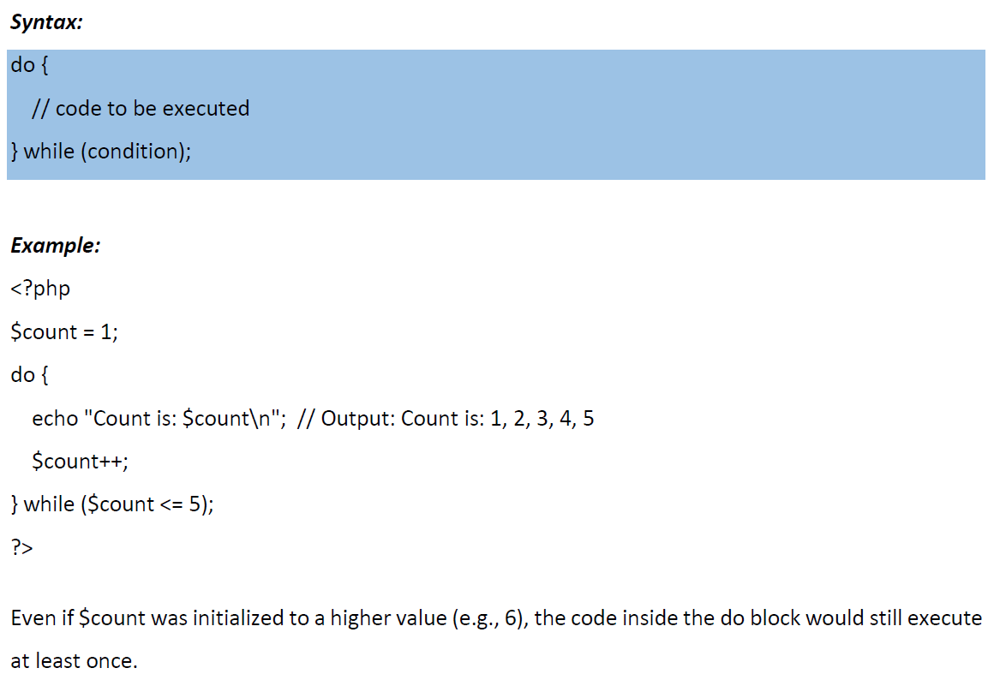 Syntax:
do {
// code to be executed
} while (condition);
Example:
<?php
$count = 1;
do {
echo "Count is: $count\n";  // Output: Count is: 1, 2, 3, 4, 5
$count++;
} while ($count <= 5);
?>
Even if $count was initialized to a higher value (e.g., 6), the code inside the do block would still execute
at least once.